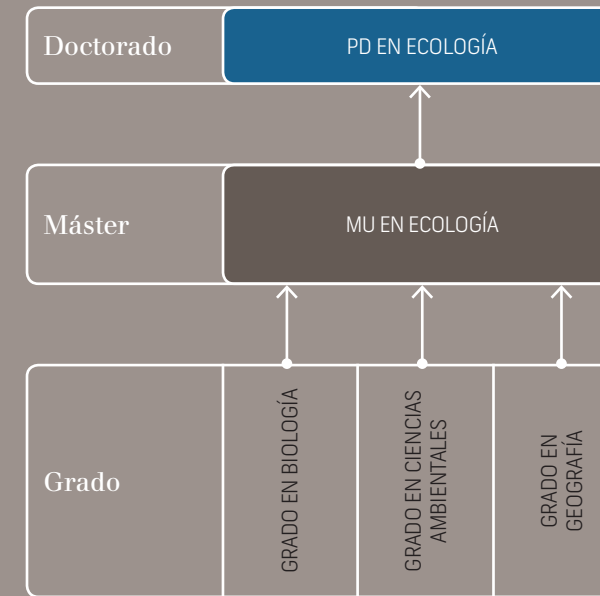 Doctorado
PD EN ECOLOGÍA
Máster
MU EN ECOLOGÍA
Grado
GRADO EN BIOLOGÍA
GRADO EN CIENCIAS
AMBIENTALES
GRADO EN
GEOGRAFÍA